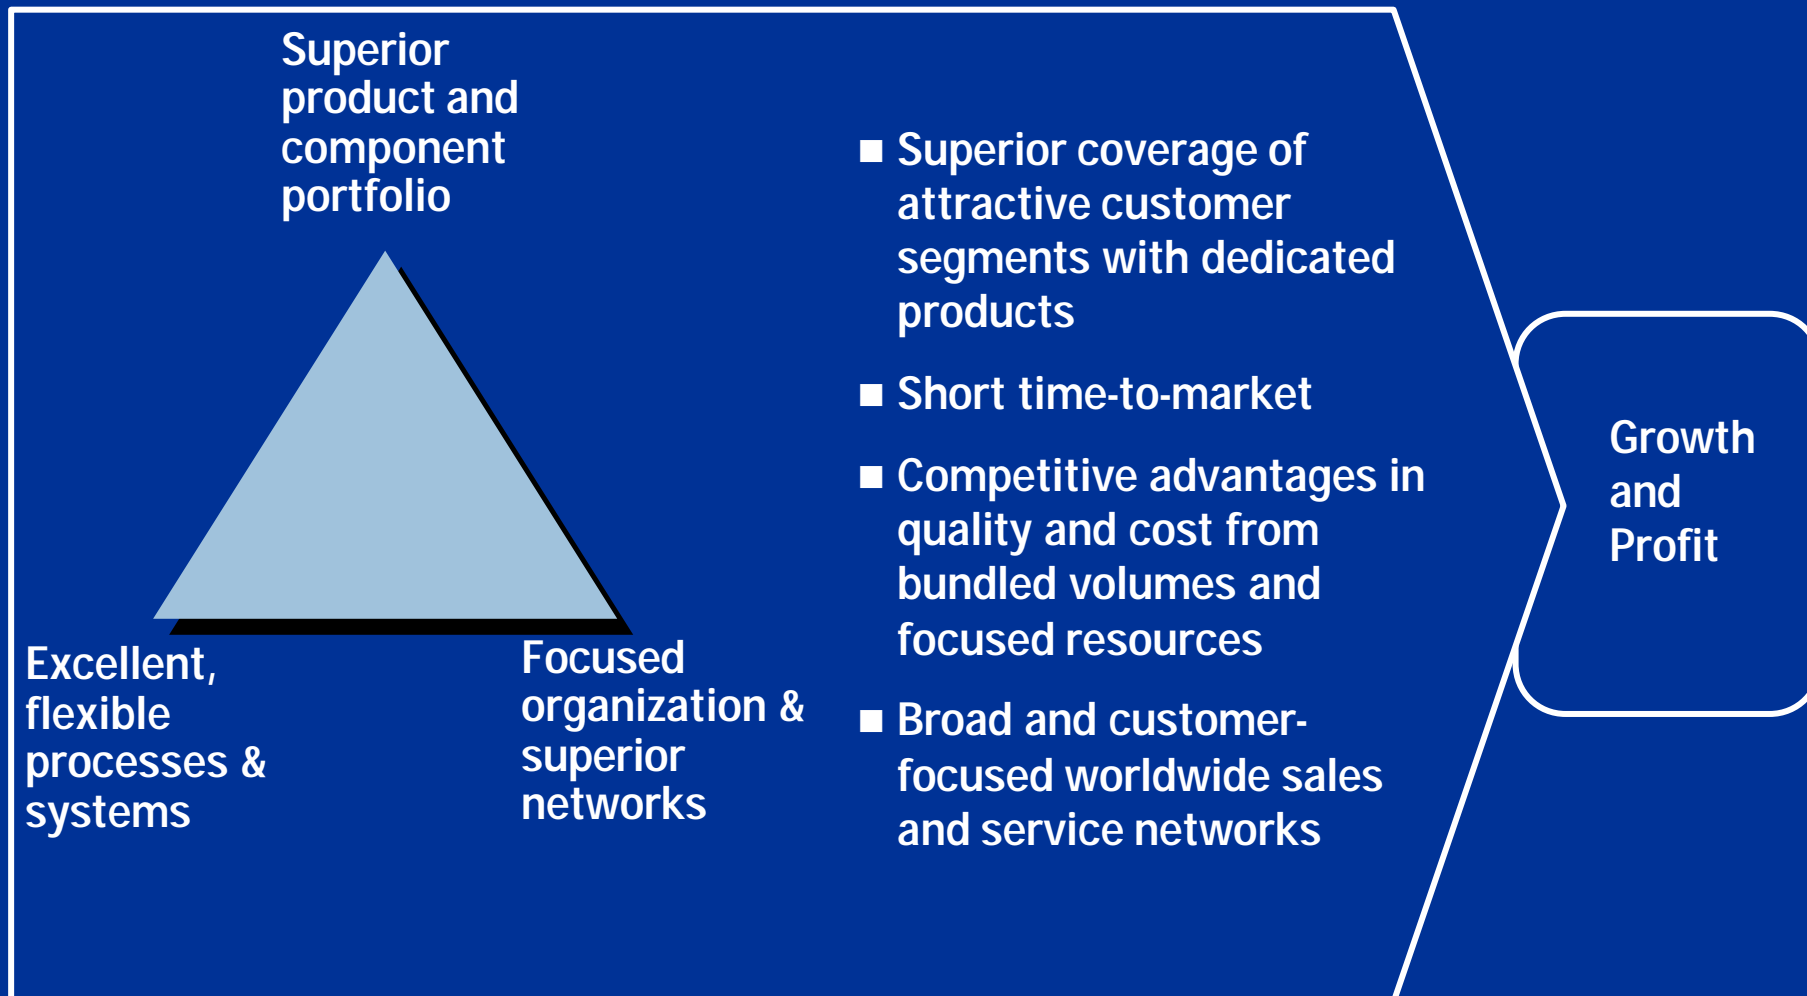 Superior
product and
component
portfolio
Excellent,
flexible
processes &
systems
Focused
organization &
superior
networks
■ Superior coverage of
attractive customer
segments with dedicated
products
■ Short time-to-market
■ Competitive advantages in
quality and cost from
bundled volumes and
focused resources
■ Broad and customer-
focused worldwide sales
and service networks
Growth
and
Profit